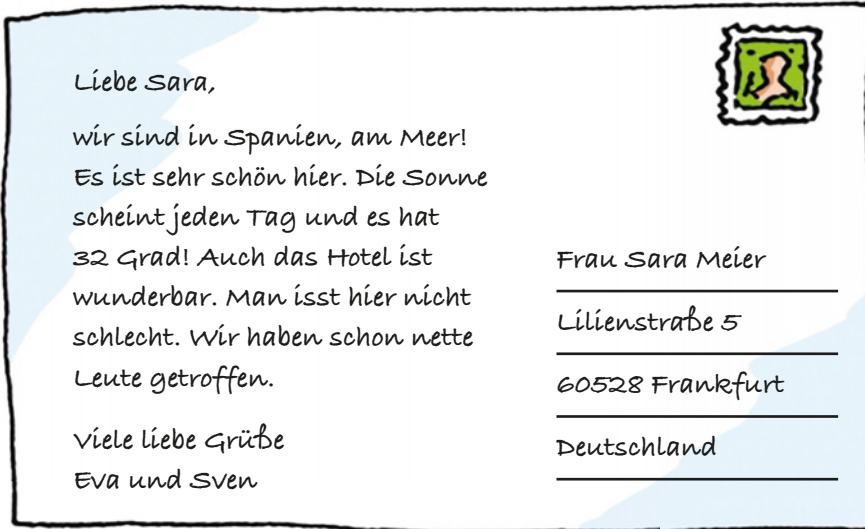 Liebe Sara,
wir sind in Spanien, am Meer!
Es ist sehr schön hier. Die Sonne
scheint jeden Tag und es hat
32 Grad! Auch das Hotel ist
wunderbar. Man isst hier nicht
schlecht. Wir haben schon nette
Leute getroffen.
Viele liebe Grüße
Eva und Sven
Frau Sara Meier
Lilienstraße 5
60528 Frankfurt
Deutschland